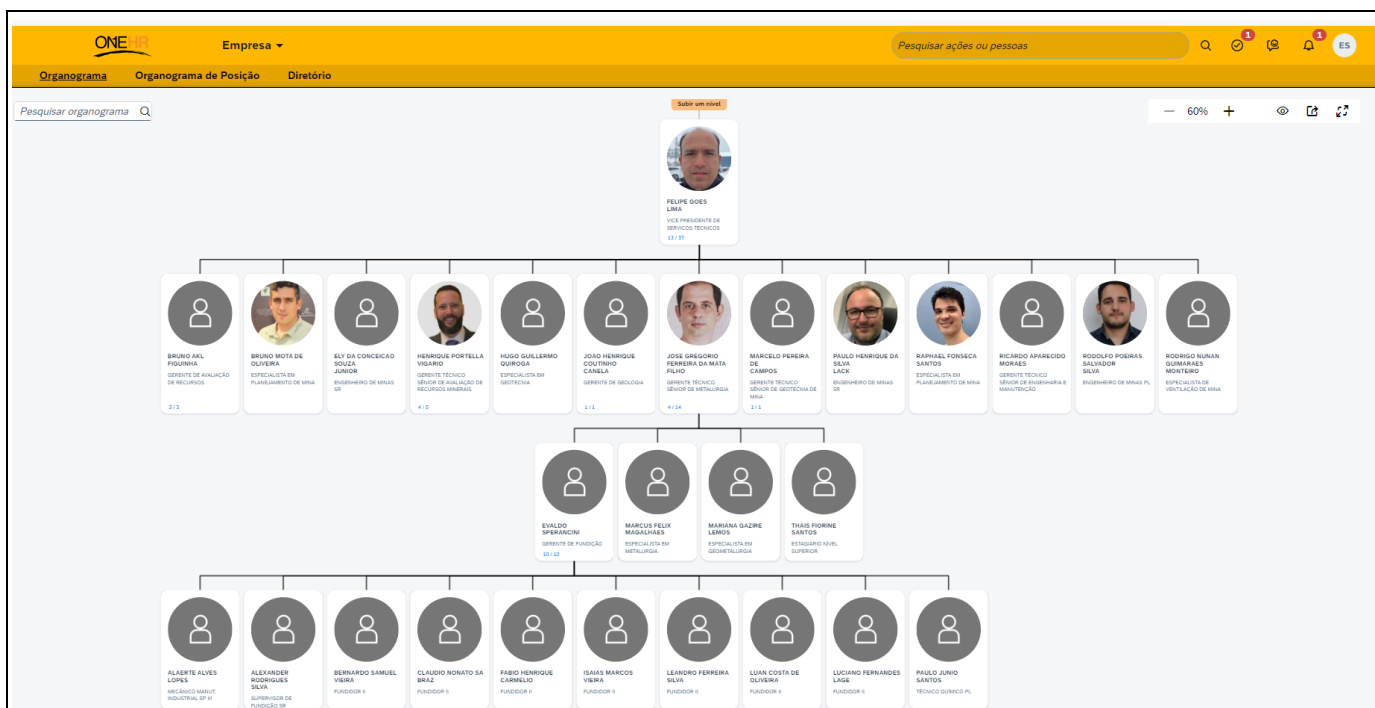 ONEHR
Empresa
Pesquisar ações ou pessoas
1
1
ES
Organograma
Organograma de Posição
Diretório
Pesquisar organograma
Subir um nível
60%
FELIPE GOES
LIMA
VICE PRESIDENTE DE
SERVICOS TECNICOS
13 / 37
BRUNO AKL
FIGUINHA
GERENTE DE AVALIAÇÃO
DE RECURSOS
3 / 3
BRUNO MOTA DE
OLIVEIRA
ESPECIALISTA EM
PLANEJAMENTO DE MINA
ELY DA CONCEICAO
SOUZA
JUNIOR
ENGENHEIRO DE MINAS
SR
HENRIQUE PORTELLA
VIGARIO
GERENTE TÉCNICO
SÊNIOR DE AVALIAÇÃO DE
RECURSOS MINERAIS
4 / 5
HUGO GUILLERMO
QUIROGA
ESPECIALISTA EM
GEOTECNIA
JOAO HENRIQUE
COUTINHO
CANELA
GERENTE DE GEOLOGIA
1 / 1
JOSE GREGORIO
FERREIRA DA MATA
FILHO
GERENTE TÉCNICO
SÊNIOR DE METALURGIA
4 / 14
MARCELO PEREIRA
DE
CAMPOS
GERENTE TÉCNICO
SÊNIOR DE GEOTECNIA DE
MINA
1 / 1
PAULO HENRIQUE DA
SILVA
LACK
ENGENHEIRO DE MINAS
SR
RAPHAEL FONSECA
SANTOS
ESPECIALISTA EM
PLANEJAMENTO DE MINA
RICARDO APARECIDO
MORAES
GERENTE TÉCNICO
SÊNIOR DE ENGENHARIA E
MANUTENÇÃO
RODOLFO POEIRAS
SALVADOR
SILVA
ENGENHEIRO DE MINAS PL
RODRIGO NUNAN
GUIMARAES
MONTEIRO
ESPECIALISTA DE
VENTILAÇÃO DE MINA
EVALDO
SPERANCINI
GERENTE DE FUNDIÇÃO
10 / 10
MARCUS FELIX
MAGALHAES
ESPECIALISTA EM
METALURGIA
MARIANA GAZIRE
LEMOS
ESPECIALISTA EM
GEOMETALURGIA
THAIS FIORINE
SANTOS
ESTAGIÁRIO NÍVEL
SUPERIOR
ALAERTE ALVES
LOPES
MECÂNICO MANUT.
INDUSTRIAL SP III
ALEXANDER
RODRIGUES
SILVA
SUPERVISOR DE
FUNDIÇÃO SR
BERNARDO SAMUEL
VIEIRA
FUNDIDOR II
CLAUDIO NONATO SA
BRAZ
FUNDIDOR II
FABIO HENRIQUE
CARMELIO
FUNDIDOR II
ISAIAS MARCOS
VIEIRA
FUNDIDOR II
LEANDRO FERREIRA
SILVA
FUNDIDOR II
LUAN COSTA DE
OLIVEIRA
FUNDIDOR II
LUCIANO FERNANDES
LAGE
FUNDIDOR II
PAULO JUNIO
SANTOS
TÉCNICO QUÍMICO PL